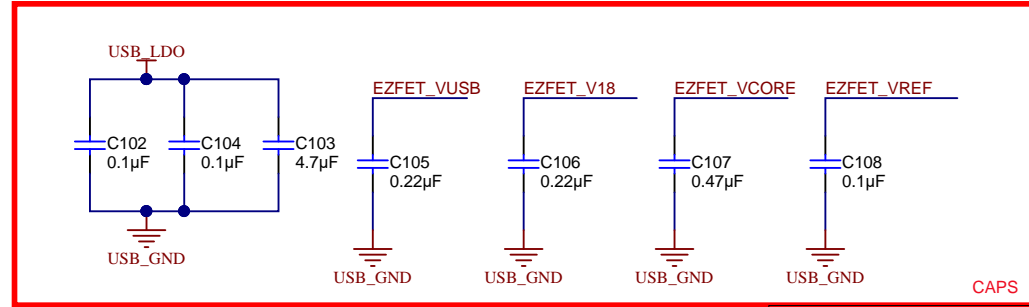 USB_LDO
C102
0.1µF
C104
0.1µF
C103
4.7µF
USB_GND
EZFET_VUSB
C105
0.22µF
USB_GND
EZFET_V18
C106
0.22µF
USB_GND
EZFET_VCORE
C107
0.47µF
USB_GND
EZFET_VREF
C108
0.1µF
USB_GND
CAPS